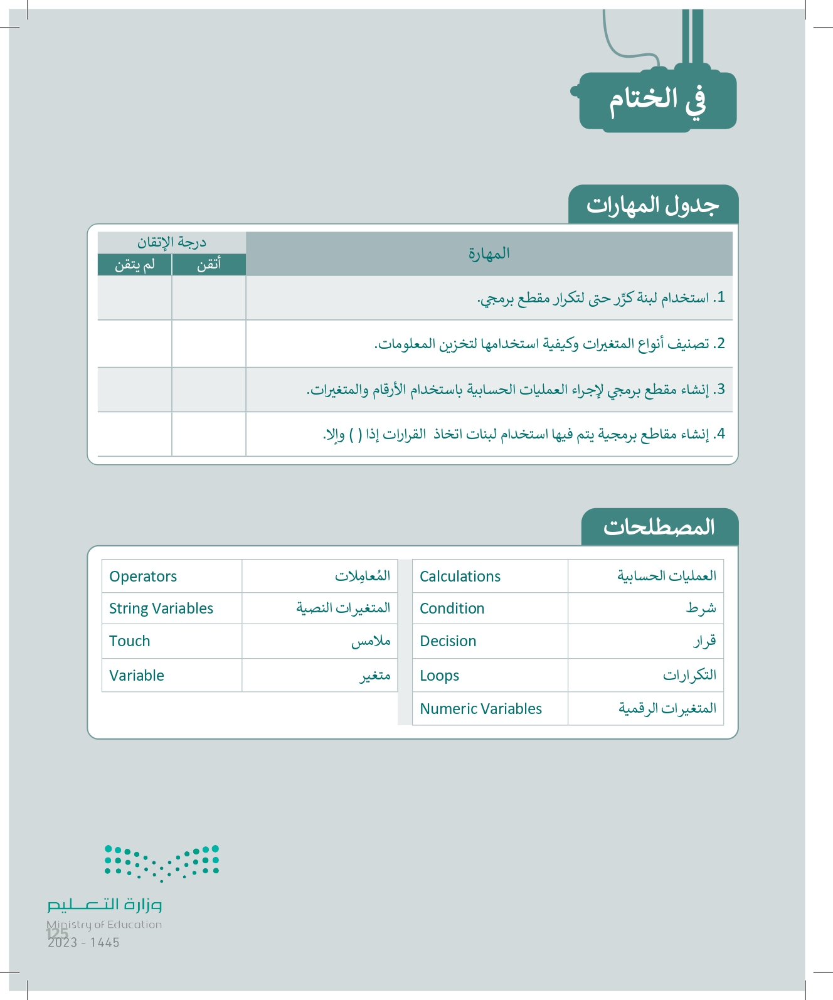 في الختام
جدول المهارات
المهارة
درجة الإتقان
أتقن
لم يتقن
1. استخدام لبنة كرِّر حتى لتكرار مقطع برمجي.
2. تصنيف أنواع المتغيرات وكيفية استخدامها لتخزين المعلومات.
3. إنشاء مقطع برمجي لإجراء العمليات الحسابية باستخدام الأرقام والمتغيرات.
4. إنشاء مقاطع برمجية يتم فيها استخدام لبنات اتخاذ القرارات إذا ( ) وإلا.
المصطلحات
العمليات الحسابية Calculations
شرط Condition
قرار Decision
التكرارات Loops
المتغيرات الرقمية Numeric Variables
المُعامِلات Operators
المتغيرات النصية String Variables
ملامس Touch
متغير Variable
وزارة التعليم
Ministry of Education
125
2023 - 1445